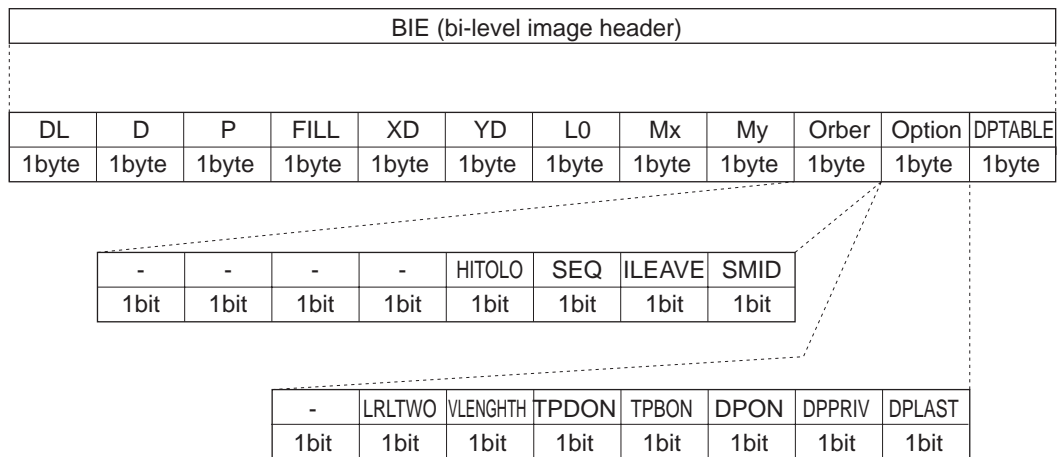 BIE (bi-level image header)
DL D P FILL XD YD L0 Mx My Orber Option DPTABLE
1byte 1byte 1byte 1byte 1byte 1byte 1byte 1byte 1byte 1byte 1byte 1byte
- - - - HITOLO SEQ ILEAVE SMID
1bit 1bit 1bit 1bit 1bit 1bit 1bit 1bit
- LRLTWO VLENGHTH TPDON TPBON DPON DPPRIV DPLAST
1bit 1bit 1bit 1bit 1bit 1bit 1bit 1bit